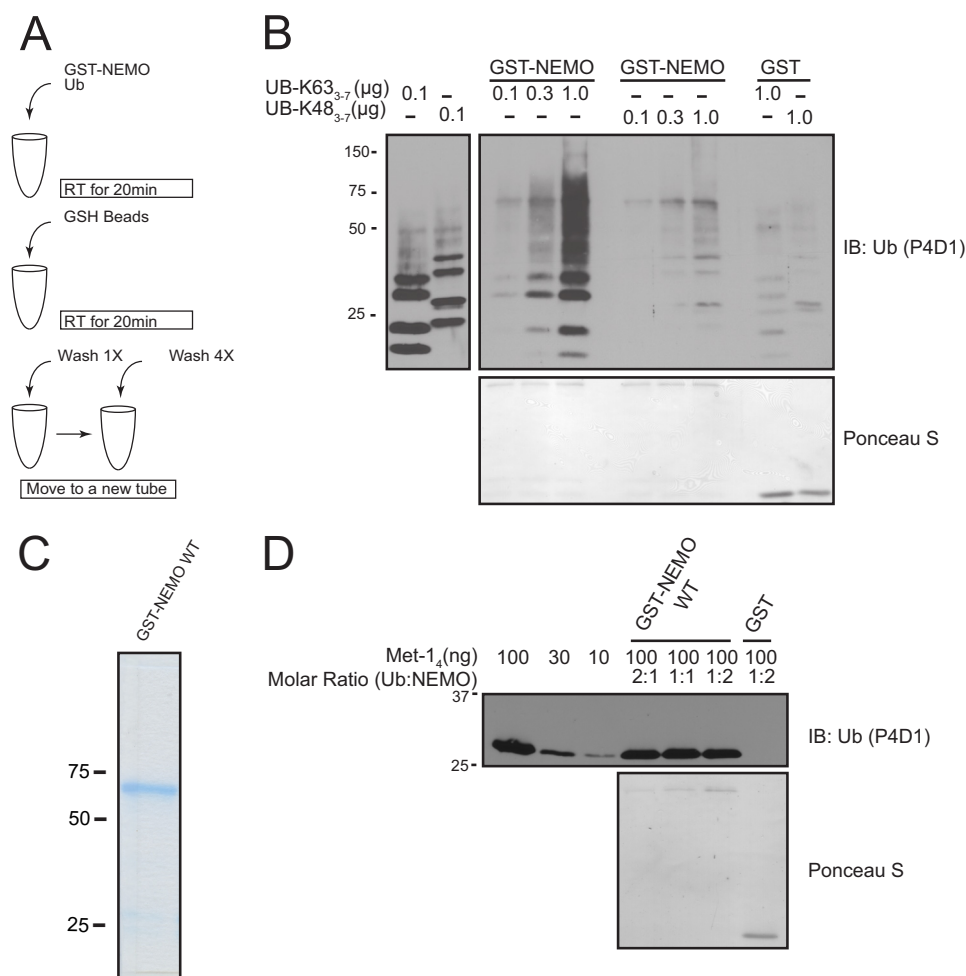 A
GST-NEMO
Ub
RT for 20min
GSH Beads
RT for 20min
Wash 1X Wash 4X
Move to a new tube
B
GST-NEMO GST-NEMO GST
UB-K63₃₋₇(μg) 0.1 – 0.1 0.3 1.0 – – – 1.0 –
UB-K48₃₋₇(μg) – 0.1 – – – 0.1 0.3 1.0 – 1.0
150-
75 -
50 -
25 -
IB: Ub (P4D1)
Ponceau S
C
GST-NEMO WT
75 –
50 –
25 –
D
GST-NEMO
WT
GST
Met-1₄(ng) 100 30 10 100 100 100 100
Molar Ratio (Ub:NEMO) 2:1 1:1 1:2 1:2
37-
25-
IB: Ub (P4D1)
Ponceau S